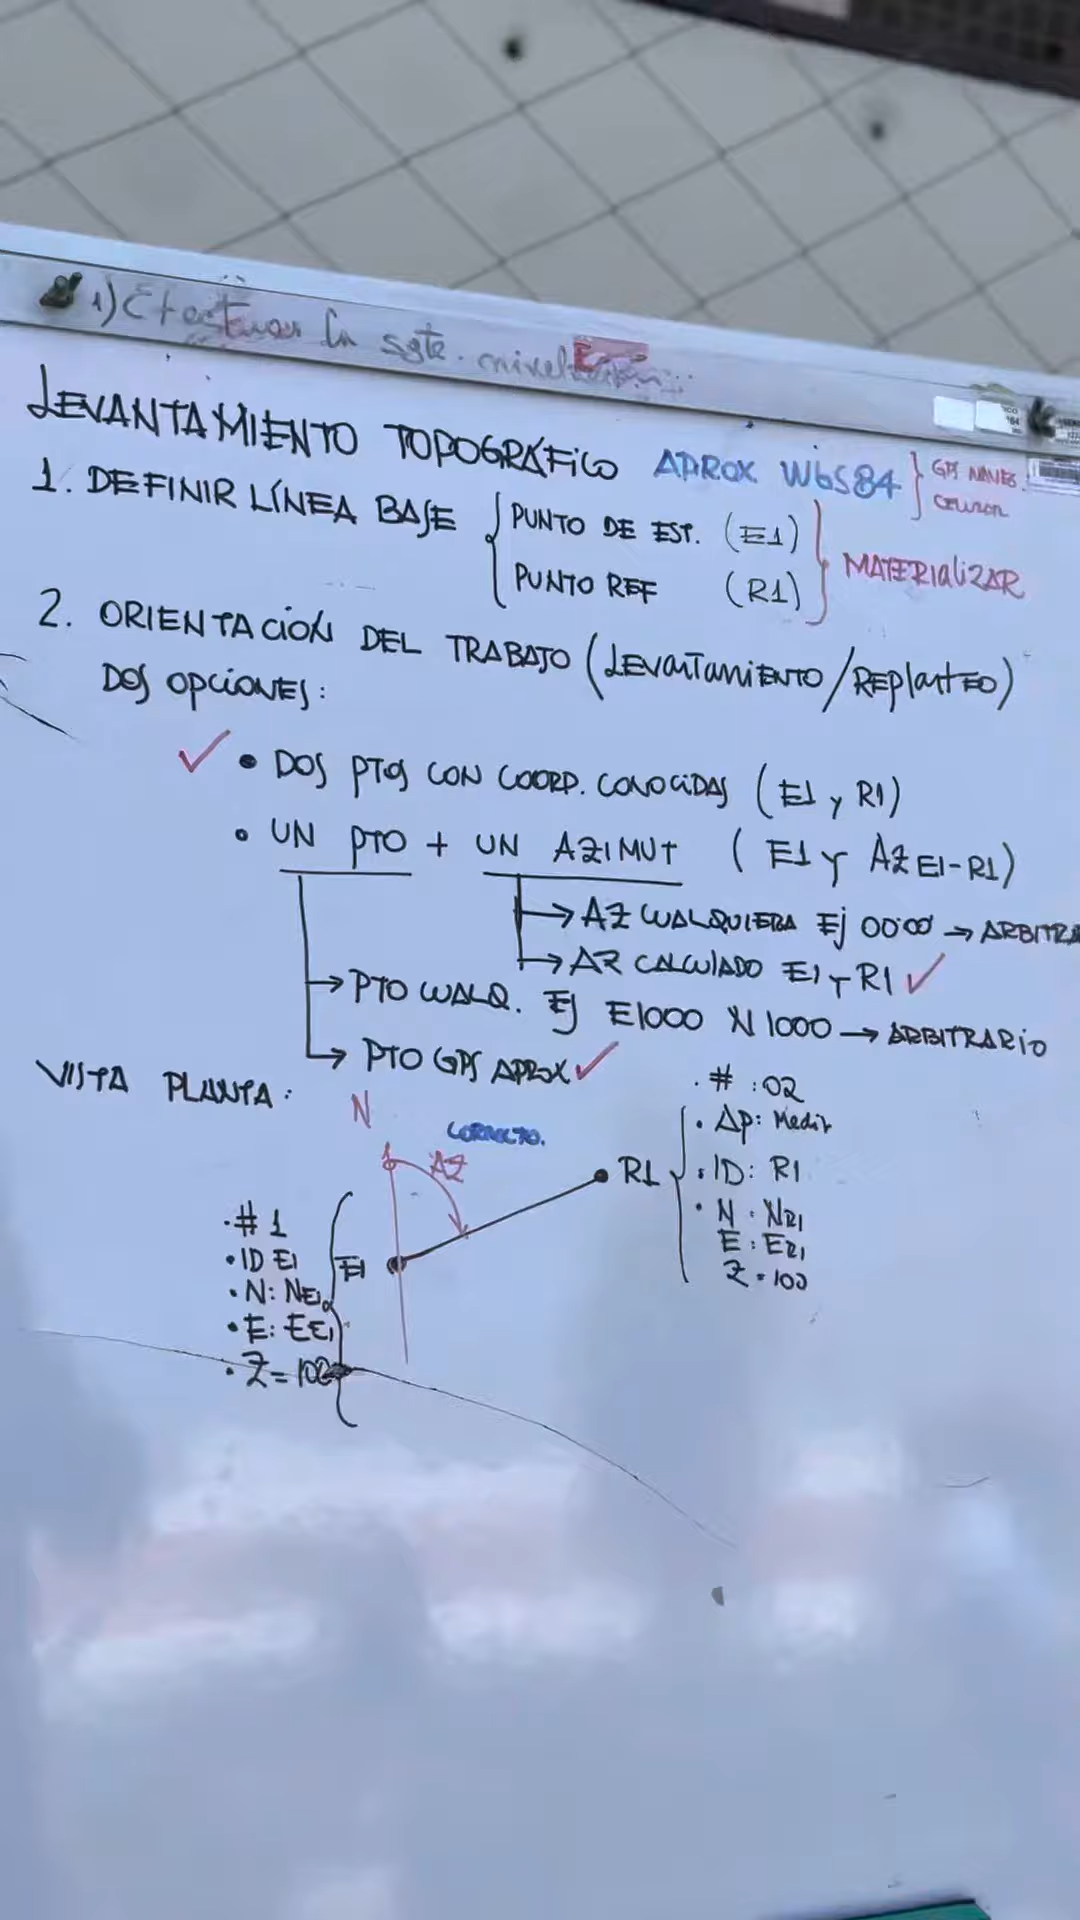 1) Efectuar la sgte. nivelación:
LEVANTAMIENTO TOPOGRÁFICO APROX WGS84 } GPS NAVEG.
1. DEFINIR LÍNEA BASE { PUNTO DE EST. (E1)
PUNTO REF (R1) } MATERIALIZAR
2. ORIENTACIÓN DEL TRABAJO (LEVANTAMIENTO/REPLANTEO)
DOS OPCIONES:
✓ • DOS PTOS CON COORD. CONOCIDAS (E1 y R1)
• UN PTO + UN AZIMUT (E1 Y AZ E1-R1)
→ AZ CUALQUIERA Ej 00°00' → ARBITRA
→ AZ CALCULADO E1 Y R1 ✓
→ PTO CUALQ. Ej E1000 N1000 → ARBITRARIO
→ PTO GPS APROX ✓
VISTA PLANTA:
N
CORRECTO.
AZ
R1
. # : 02
• Ap: Medir
• ID: R1
• N : NR1
E : ER1
Z = 100
E1
• # 1
• ID E1
• N: NE1
• E: EE1
• Z = 100